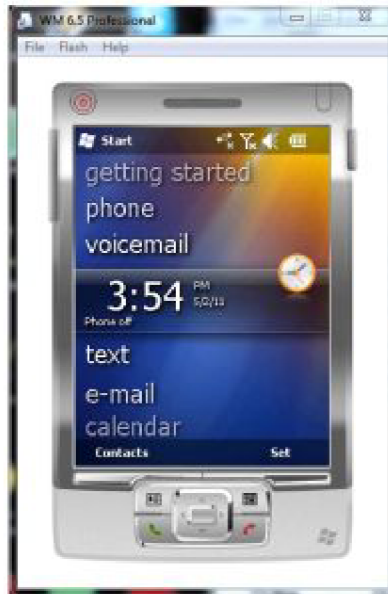 WM 6.5 Professional
File Flash Help
Start
getting started
phone
voicemail
3:54 PM
5/2/11
Phone off
text
e-mail
calendar
Contacts Set